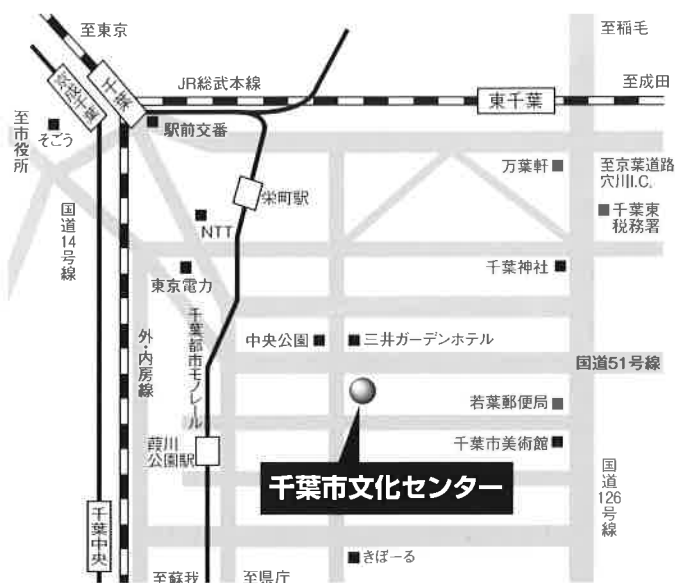 至東京
至稲毛
JR総武本線
至成田
京成千葉
千葉
東千葉
至市役所
そごう
駅前交番
万葉軒
至京葉道路
穴川I.C.
栄町駅
千葉東
税務署
国道14号線
NTT
千葉神社
東京電力
千葉都市モノレール
外・内房線
中央公園
三井ガーデンホテル
国道51号線
若葉郵便局
葭川
公園駅
千葉市美術館
千葉市文化センター
国道126号線
千葉中央
きぼーる
至蘇我
至県庁